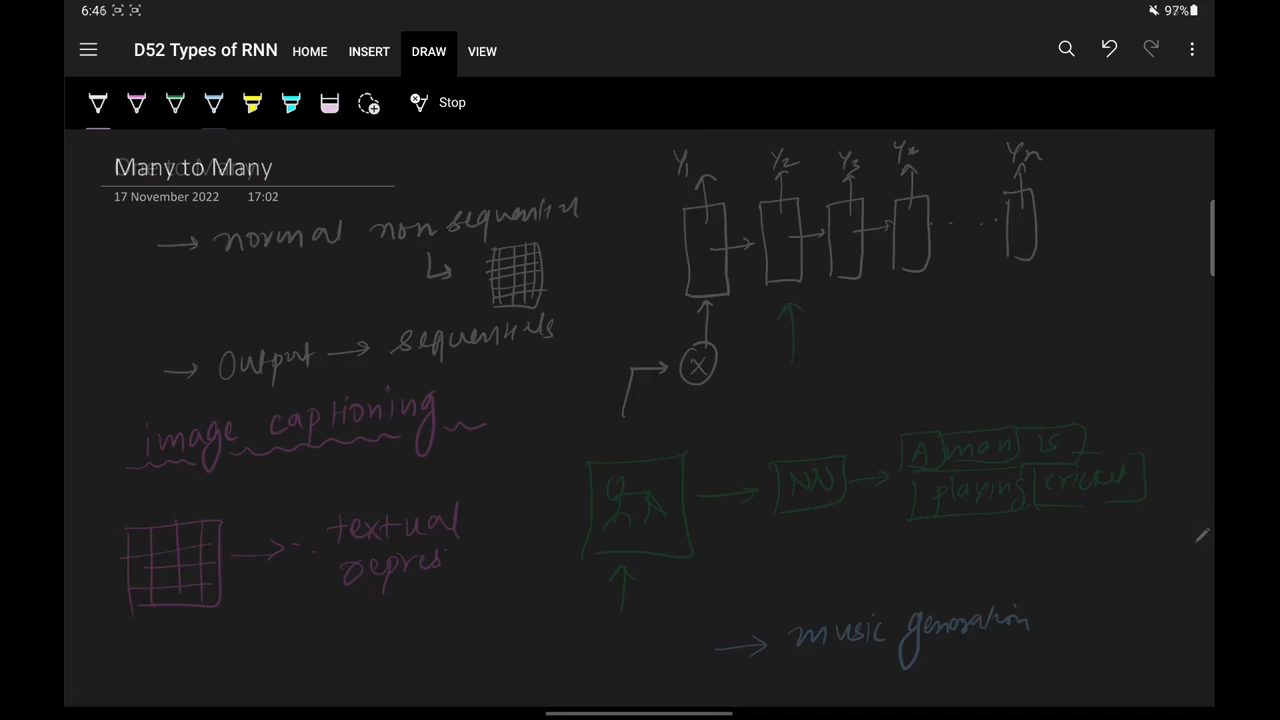 6:46 97%
D52 Types of RNN HOME INSERT DRAW VIEW
Stop
Many to Many
17 November 2022 17:02
→ normal non sequential
→ Output → sequentials
image captioning
→ textual
repres
Y1 Y2 Y3 Y4 Yn
X
→ NN → A man is
playing cricket
→ music generation